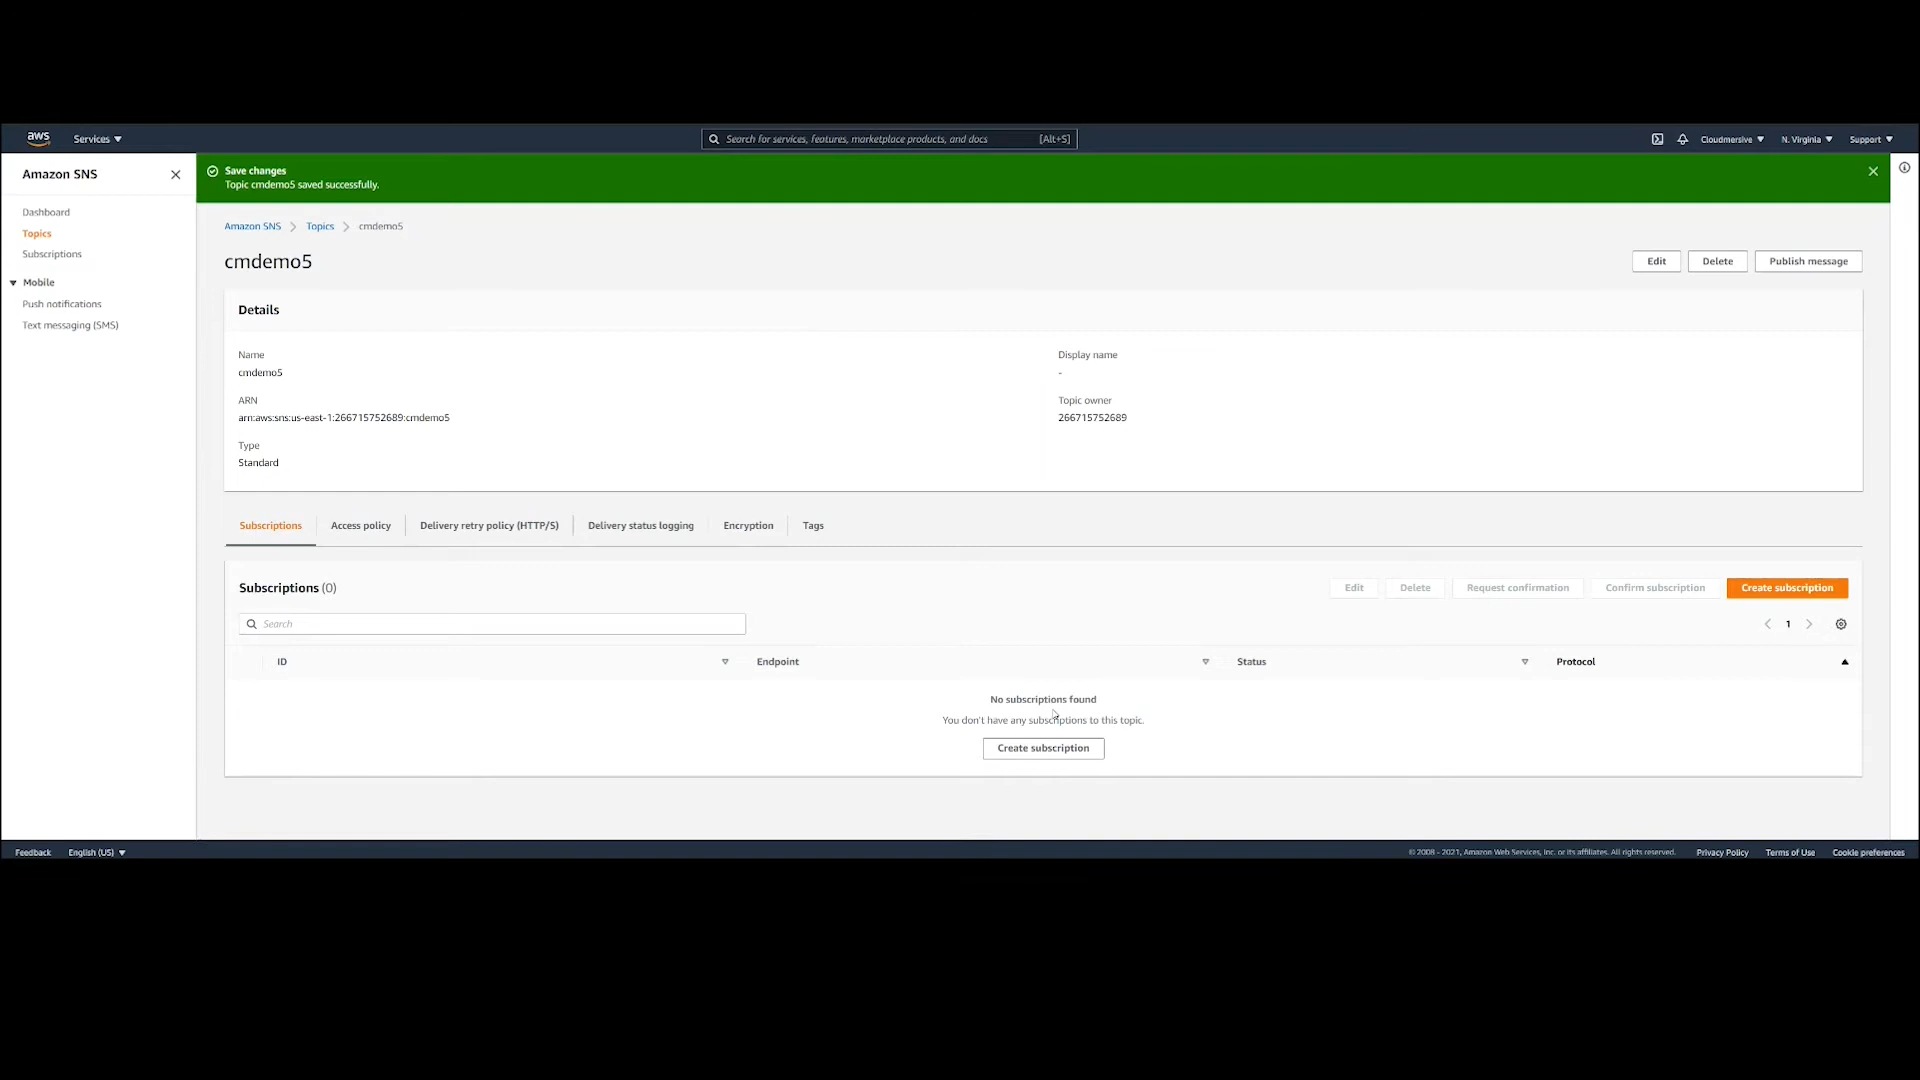 aws Services Search for services, features, marketplace products, and docs [Alt+S] Cloudmersive N. Virginia Support
Amazon SNS
Dashboard
Topics
Subscriptions
Mobile
Push notifications
Text messaging (SMS)
Save changes
Topic cmdemo5 saved successfully.
Amazon SNS Topics cmdemo5
cmdemo5 Edit Delete Publish message
Details
Name
cmdemo5
ARN
arn:aws:sns:us-east-1:266715752689:cmdemo5
Type
Standard
Display name
-
Topic owner
266715752689
Subscriptions Access policy Delivery retry policy (HTTP/S) Delivery status logging Encryption Tags
Subscriptions (0) Edit Delete Request confirmation Confirm subscription Create subscription
Search 1
ID Endpoint Status Protocol
No subscriptions found
You don't have any subscriptions to this topic.
Create subscription
Feedback English (US) © 2008 - 2021, Amazon Web Services, Inc. or its affiliates. All rights reserved. Privacy Policy Terms of Use Cookie preferences